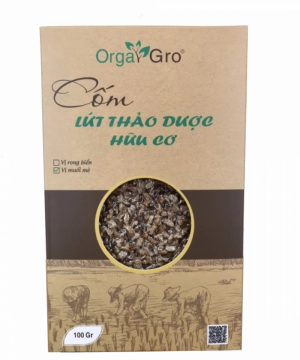 OrgaGro®
Cốm
LỨT THẢO DƯỢC
HỮU CƠ
Vị rong biển
Vị muối mè
100 Gr